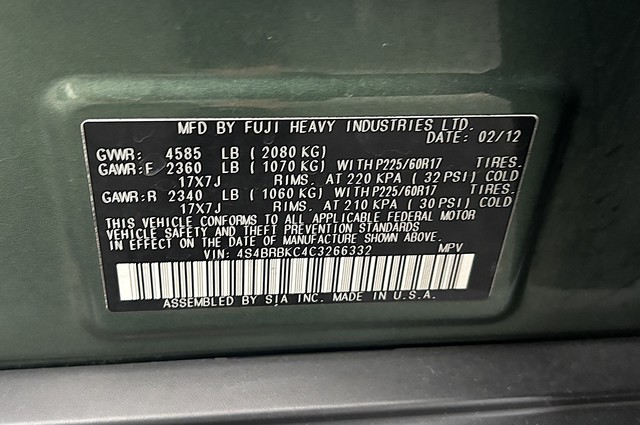 MFD BY FUJI HEAVY INDUSTRIES LTD.
DATE: 02/12
GVWR: 4585 LB (2080 KG)
GAWR:F 2360 LB (1070 KG) WITH P225/60R17 TIRES.
17X7J RIMS. AT 220 KPA (32 PSI) COLD
GAWR:R 2340 LB (1060 KG) WITH P225/60R17 TIRES.
17X7J RIMS. AT 210 KPA (30 PSI) COLD
THIS VEHICLE CONFORMS TO ALL APPLICABLE FEDERAL MOTOR
VEHICLE SAFETY AND THEFT PREVENTION STANDARDS
IN EFFECT ON THE DATE OF MANUFACTURE SHOWN ABOVE.
VIN: 4S4BRBKC4C3266332 MPV
ASSEMBLED BY SIA INC. MADE IN U.S.A.